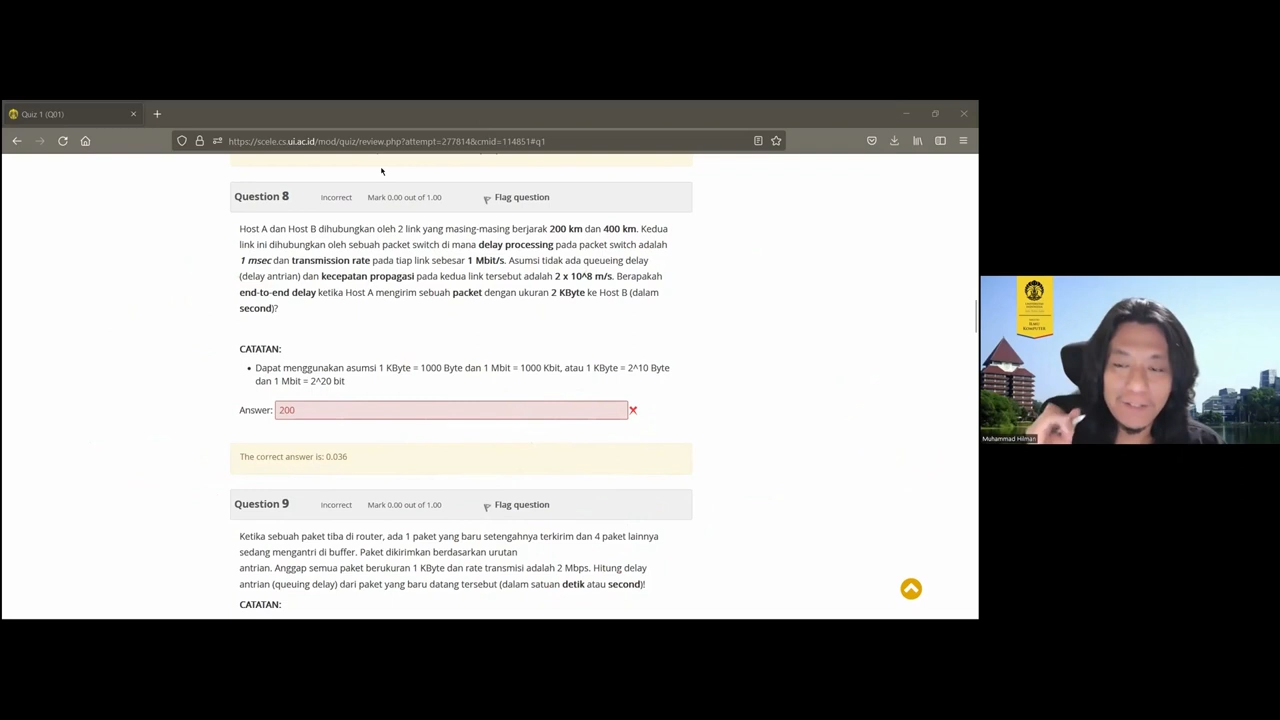 Quiz 1 (Q01)
https://scele.cs.ui.ac.id/mod/quiz/review.php?attempt=277814&cmid=114851#q1
Question 8 Incorrect Mark 0.00 out of 1.00 Flag question
Host A dan Host B dihubungkan oleh 2 link yang masing-masing berjarak 200 km dan 400 km. Kedua
link ini dihubungkan oleh sebuah packet switch di mana delay processing pada packet switch adalah
1 msec dan transmission rate pada tiap link sebesar 1 Mbit/s. Asumsi tidak ada queueing delay
(delay antrian) dan kecepatan propagasi pada kedua link tersebut adalah 2 x 10^8 m/s. Berapakah
end-to-end delay ketika Host A mengirim sebuah packet dengan ukuran 2 KByte ke Host B (dalam
second)?
CATATAN:
• Dapat menggunakan asumsi 1 KByte = 1000 Byte dan 1 Mbit = 1000 Kbit, atau 1 KByte = 2^10 Byte
dan 1 Mbit = 2^20 bit
Answer: 200
The correct answer is: 0.036
Question 9 Incorrect Mark 0.00 out of 1.00 Flag question
Ketika sebuah paket tiba di router, ada 1 paket yang baru setengahnya terkirim dan 4 paket lainnya
sedang mengantri di buffer. Paket dikirimkan berdasarkan urutan
antrian. Anggap semua paket berukuran 1 KByte dan rate transmisi adalah 2 Mbps. Hitung delay
antrian (queuing delay) dari paket yang baru datang tersebut (dalam satuan detik atau second)!
CATATAN:
ILMU
KOMPUTER
Muhammad Hilman